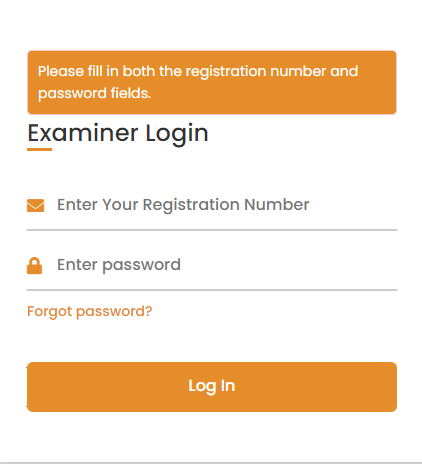 Please fill in both the registration number and
password fields.
Examiner Login
Enter Your Registration Number
Enter password
Forgot password?
Log In